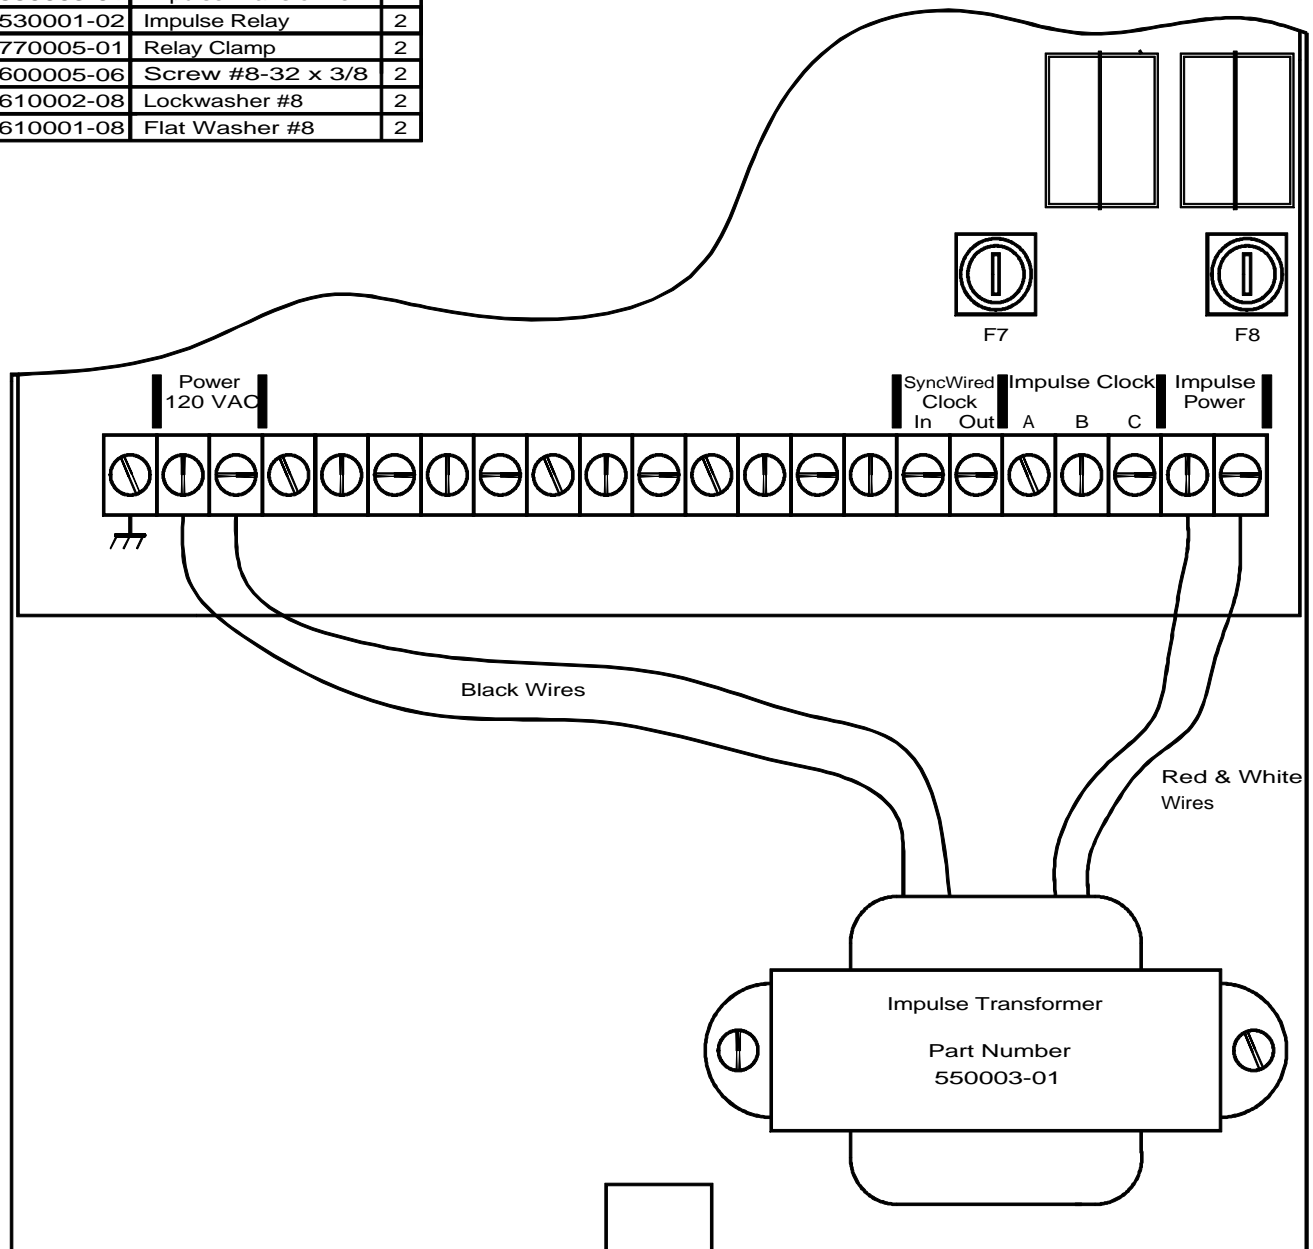 530001-02 Impulse Relay 2
770005-01 Relay Clamp 2
600005-06 Screw #8-32 x 3/8 2
610002-08 Lockwasher #8 2
610001-08 Flat Washer #8 2
F7 F8
Power
120 VAC
SyncWired
Clock
In Out
Impulse Clock
A B C
Impulse
Power
Black Wires
Red & White
Wires
Impulse Transformer
Part Number
550003-01